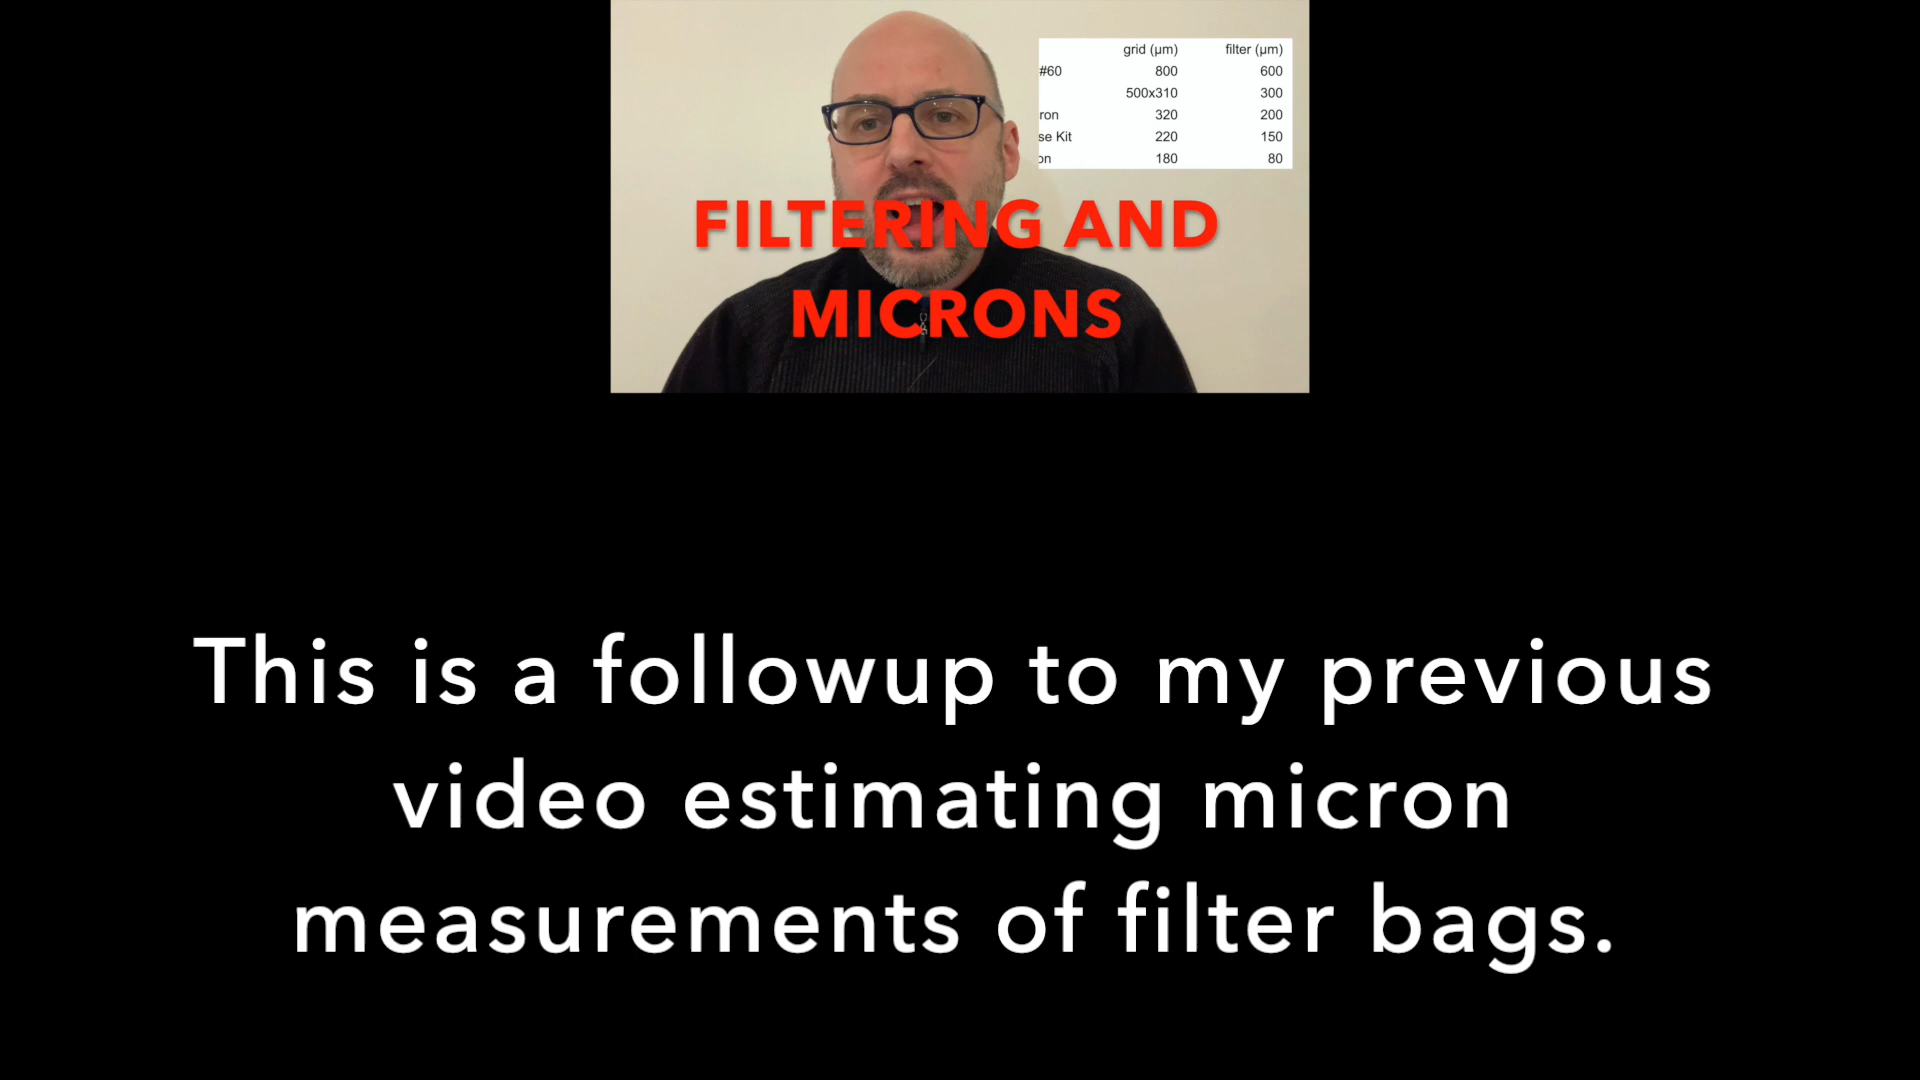 grid (µm) filter (µm)
#60 800 600
500x310 300
ron 320 200
se Kit 220 150
on 180 80
FILTERING AND
MICRONS
This is a followup to my previous
video estimating micron
measurements of filter bags.